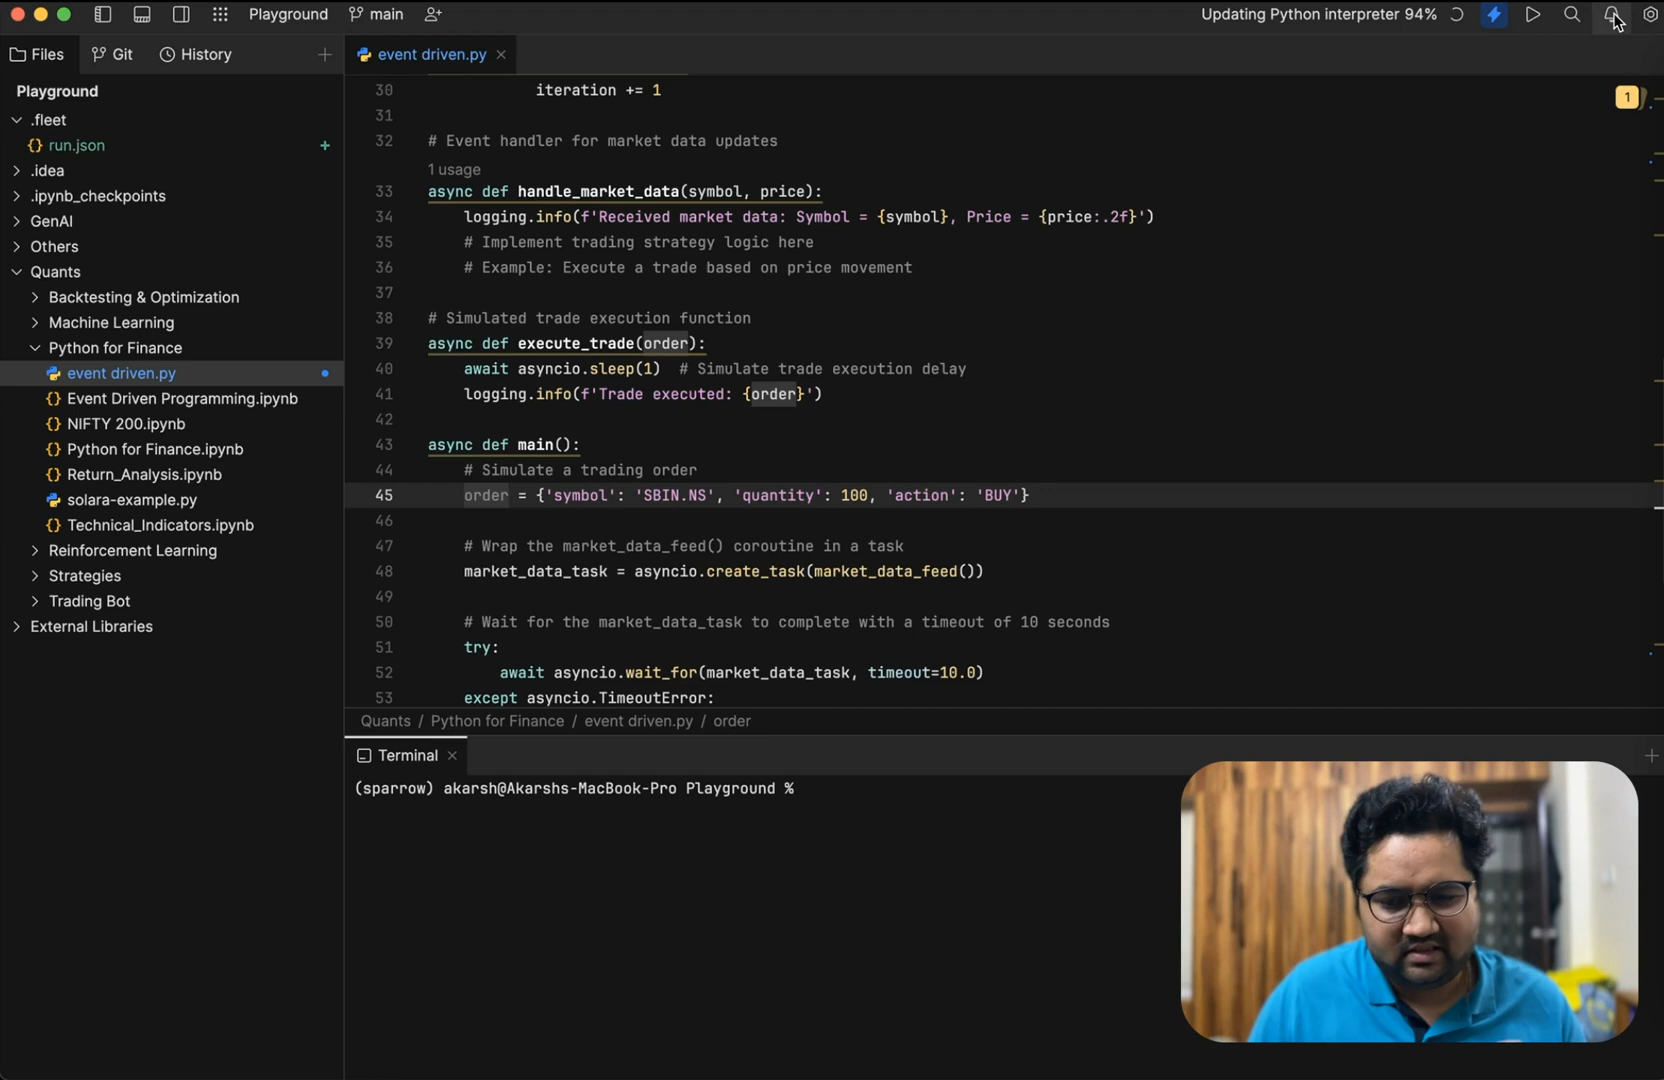 Playground
main
Updating Python interpreter 94%
Files
Git
History
event driven.py
Playground
.fleet
run.json
.idea
.ipynb_checkpoints
GenAI
Others
Quants
Backtesting & Optimization
Machine Learning
Python for Finance
event driven.py
Event Driven Programming.ipynb
NIFTY 200.ipynb
Python for Finance.ipynb
Return_Analysis.ipynb
solara-example.py
Technical_Indicators.ipynb
Reinforcement Learning
Strategies
Trading Bot
External Libraries
1
30 iteration += 1
31
32 # Event handler for market data updates
1 usage
33 async def handle_market_data(symbol, price):
34 logging.info(f'Received market data: Symbol = {symbol}, Price = {price:.2f}')
35 # Implement trading strategy logic here
36 # Example: Execute a trade based on price movement
37
38 # Simulated trade execution function
39 async def execute_trade(order):
40 await asyncio.sleep(1)  # Simulate trade execution delay
41 logging.info(f'Trade executed: {order}')
42
43 async def main():
44 # Simulate a trading order
45 order = {'symbol': 'SBIN.NS', 'quantity': 100, 'action': 'BUY'}
46
47 # Wrap the market_data_feed() coroutine in a task
48 market_data_task = asyncio.create_task(market_data_feed())
49
50 # Wait for the market_data_task to complete with a timeout of 10 seconds
51 try:
52 await asyncio.wait_for(market_data_task, timeout=10.0)
53 except asyncio.TimeoutError:
Quants / Python for Finance / event driven.py / order
Terminal
(sparrow) akarsh@Akarshs-MacBook-Pro Playground %